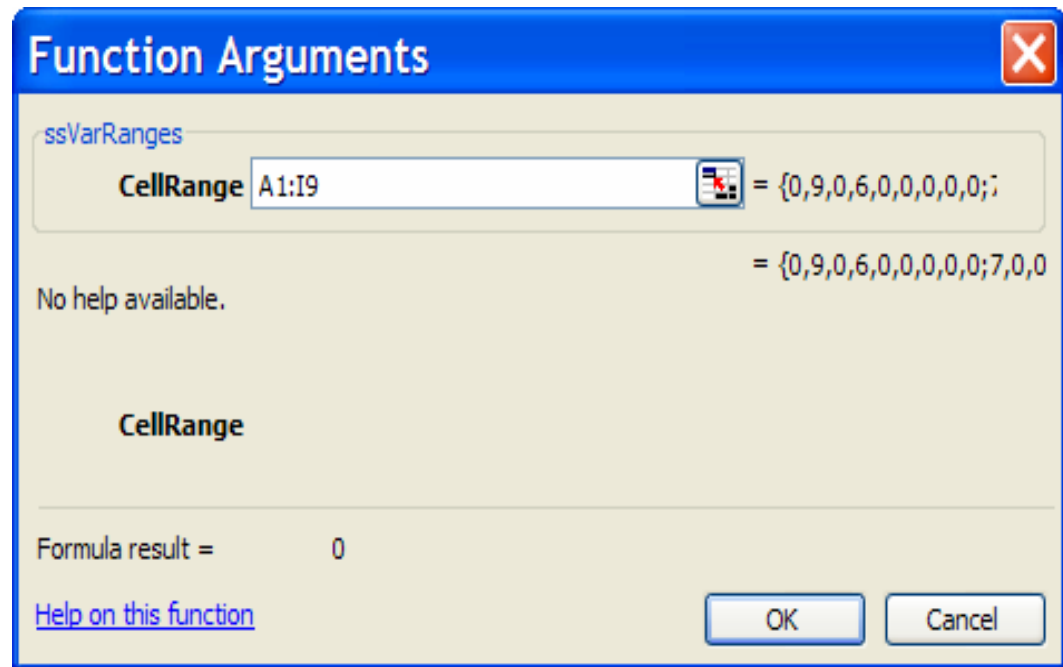 Function Arguments
ssVarRanges
CellRange A1:I9 = {0,9,0,6,0,0,0,0,0;7
= {0,9,0,6,0,0,0,0,0;7,0,0
No help available.
CellRange
Formula result = 0
Help on this function OK Cancel